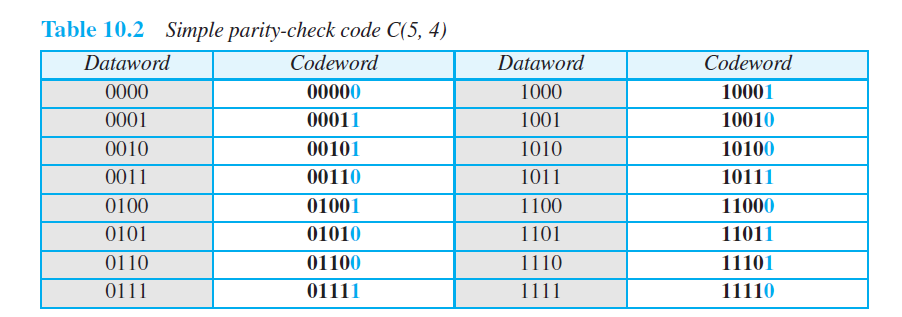 Table 10.2 Simple parity-check code C(5, 4)
Dataword Codeword Dataword Codeword
0000 00000 1000 10001
0001 00011 1001 10010
0010 00101 1010 10100
0011 00110 1011 10111
0100 01001 1100 11000
0101 01010 1101 11011
0110 01100 1110 11101
0111 01111 1111 11110